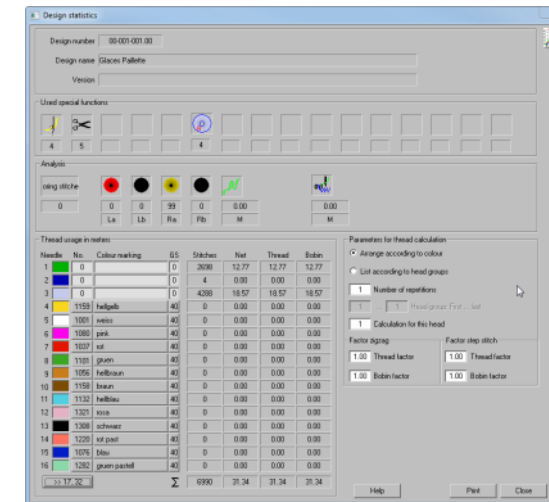 Design statistics
Design number 00-001-001.00
Design name Glaces Paillette
Version
Used special functions
4 5 4
Analysis
0 0 0 99 0 0.00 0.00
La Lb Ra Rb M M
Thread usage in meters
Needle No. Colour marking GS Stitches Net Thread Bobin
1 0 0 2698 12.77 12.77 12.77
2 0 0 4 0.00 0.00 0.00
3 0 0 4288 18.57 18.57 18.57
4 1159 hellgelb 40 0 0.00 0.00 0.00
5 1001 weiss 40 0 0.00 0.00 0.00
6 1080 pink 40 0 0.00 0.00 0.00
7 1037 rot 40 0 0.00 0.00 0.00
8 1101 gruen 40 0 0.00 0.00 0.00
9 1056 hellbraun 40 0 0.00 0.00 0.00
10 1158 braun 40 0 0.00 0.00 0.00
11 1132 hellblau 40 0 0.00 0.00 0.00
12 1321 rosa 40 0 0.00 0.00 0.00
13 1308 schwarz 40 0 0.00 0.00 0.00
14 1220 rot past 40 0 0.00 0.00 0.00
15 1076 blau 40 0 0.00 0.00 0.00
16 1282 gruen pastell 40 0 0.00 0.00 0.00
>> 17..32 Σ 6990 31.34 31.34 31.34
Parameters for thread calculation
Arrange according to colour
List according to head groups
1 Number of repetitions
1 ... 1 Head group: First ... last
1 Calculation for this head
Factor zigzag Factor step stitch
1.00 Thread factor 1.00 Thread factor
1.00 Bobin factor 1.00 Bobin factor
Help Print Close